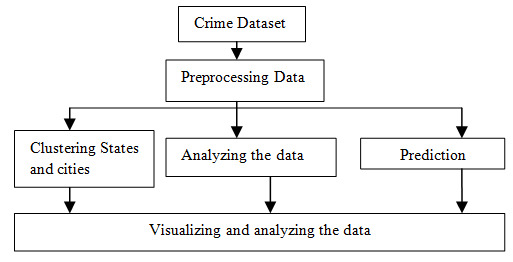 Crime Dataset
Preprocessing Data
Clustering States
and cities
Analyzing the data
Prediction
Visualizing and analyzing the data